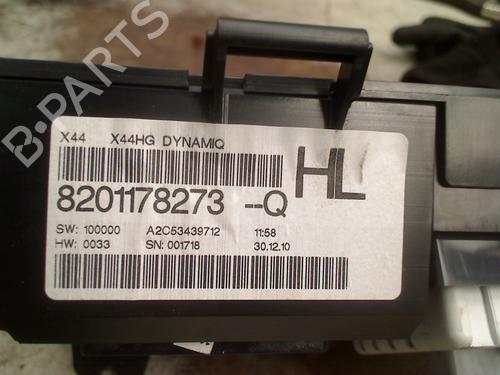 X44 X44HG DYNAMIQ
HL
8201178273 --Q
SW: 100000 A2C53439712 11:58
HW: 0033 SN: 001718 30.12.10
B-PARTS